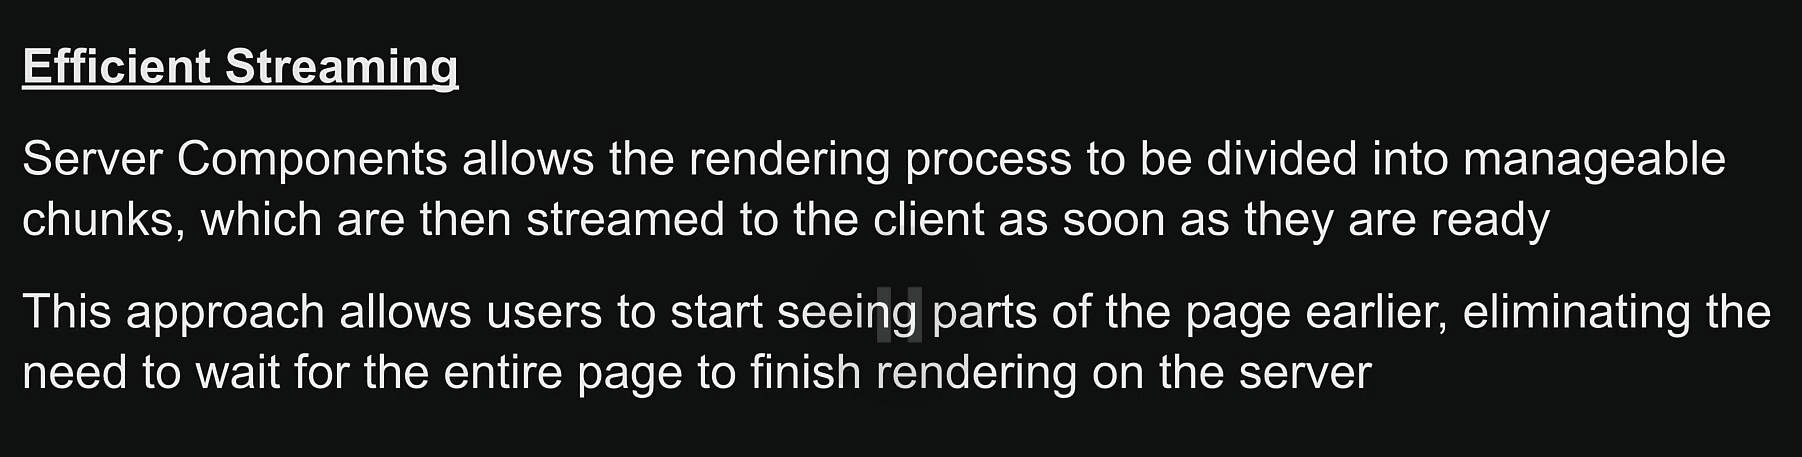 Efficient Streaming
Server Components allows the rendering process to be divided into manageable
chunks, which are then streamed to the client as soon as they are ready
This approach allows users to start seeing parts of the page earlier, eliminating the
need to wait for the entire page to finish rendering on the server